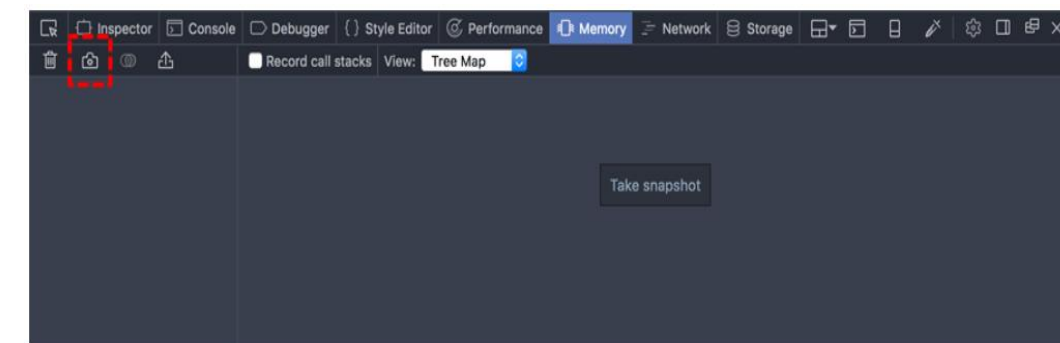 Inspector Console Debugger { } Style Editor Performance Memory Network Storage
Record call stacks View: Tree Map
Take snapshot